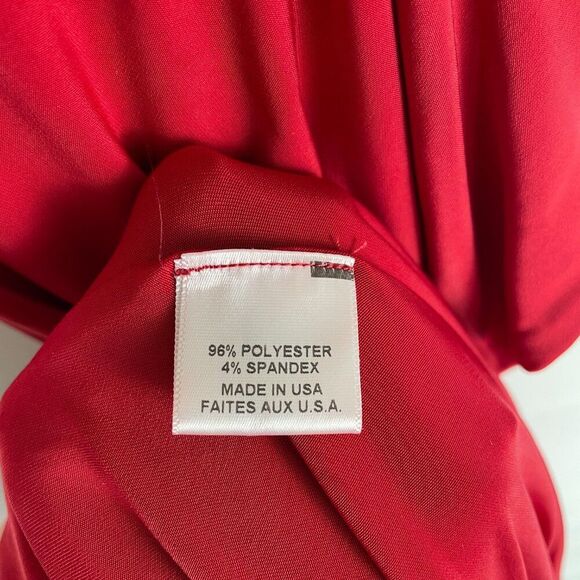 96% POLYESTER
4% SPANDEX
MADE IN USA
FAITES AUX U.S.A.